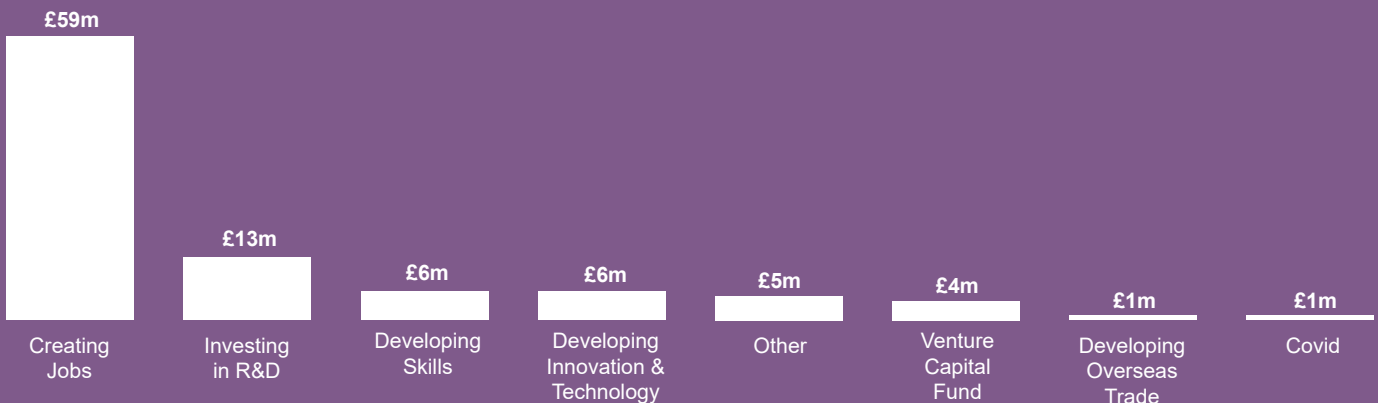 £59m
£13m
£6m
£6m
£5m
£4m
£1m
£1m
Creating
Jobs
Investing
in R&D
Developing
Skills
Developing
Innovation &
Technology
Other
Venture
Capital
Fund
Developing
Overseas
Trade
Covid